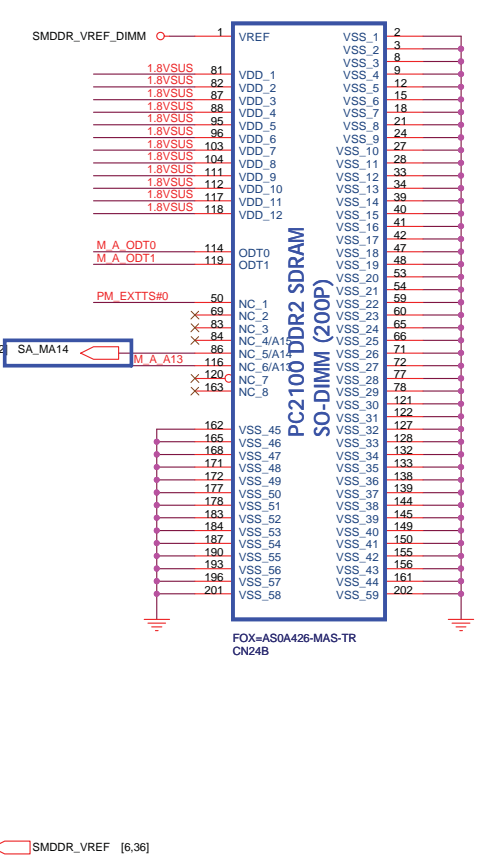 SMDDR_VREF_DIMM 1 VREF
1.8VSUS 81 VDD_1
1.8VSUS 82 VDD_2
1.8VSUS 87 VDD_3
1.8VSUS 88 VDD_4
1.8VSUS 95 VDD_5
1.8VSUS 96 VDD_6
1.8VSUS 103 VDD_7
1.8VSUS 104 VDD_8
1.8VSUS 111 VDD_9
1.8VSUS 112 VDD_10
1.8VSUS 117 VDD_11
1.8VSUS 118 VDD_12
M_A_ODT0 114 ODT0
M_A_ODT1 119 ODT1
PM_EXTTS#0 50 NC_1
69 NC_2
83 NC_3
84 NC_4/A15
SA_MA14 86 NC_5/A14
M_A_A13 116 NC_6/A13
120 NC_7
163 NC_8
162 VSS_45
165 VSS_46
168 VSS_47
171 VSS_48
172 VSS_49
177 VSS_50
178 VSS_51
183 VSS_52
184 VSS_53
187 VSS_54
190 VSS_55
193 VSS_56
196 VSS_57
201 VSS_58
PC2100 DDR2 SDRAM
SO-DIMM (200P)
VSS_1 2
VSS_2 3
VSS_3 8
VSS_4 9
VSS_5 12
VSS_6 15
VSS_7 18
VSS_8 21
VSS_9 24
VSS_10 27
VSS_11 28
VSS_12 33
VSS_13 34
VSS_14 39
VSS_15 40
VSS_16 41
VSS_17 42
VSS_18 47
VSS_19 48
VSS_20 53
VSS_21 54
VSS_22 59
VSS_23 60
VSS_24 65
VSS_25 66
VSS_26 71
VSS_27 72
VSS_28 77
VSS_29 78
VSS_30 121
VSS_31 122
VSS_32 127
VSS_33 128
VSS_34 132
VSS_35 133
VSS_36 138
VSS_37 139
VSS_38 144
VSS_39 145
VSS_40 149
VSS_41 150
VSS_42 155
VSS_43 156
VSS_44 161
VSS_59 202
FOX=AS0A426-MAS-TR
CN24B
SMDDR_VREF [6,36]